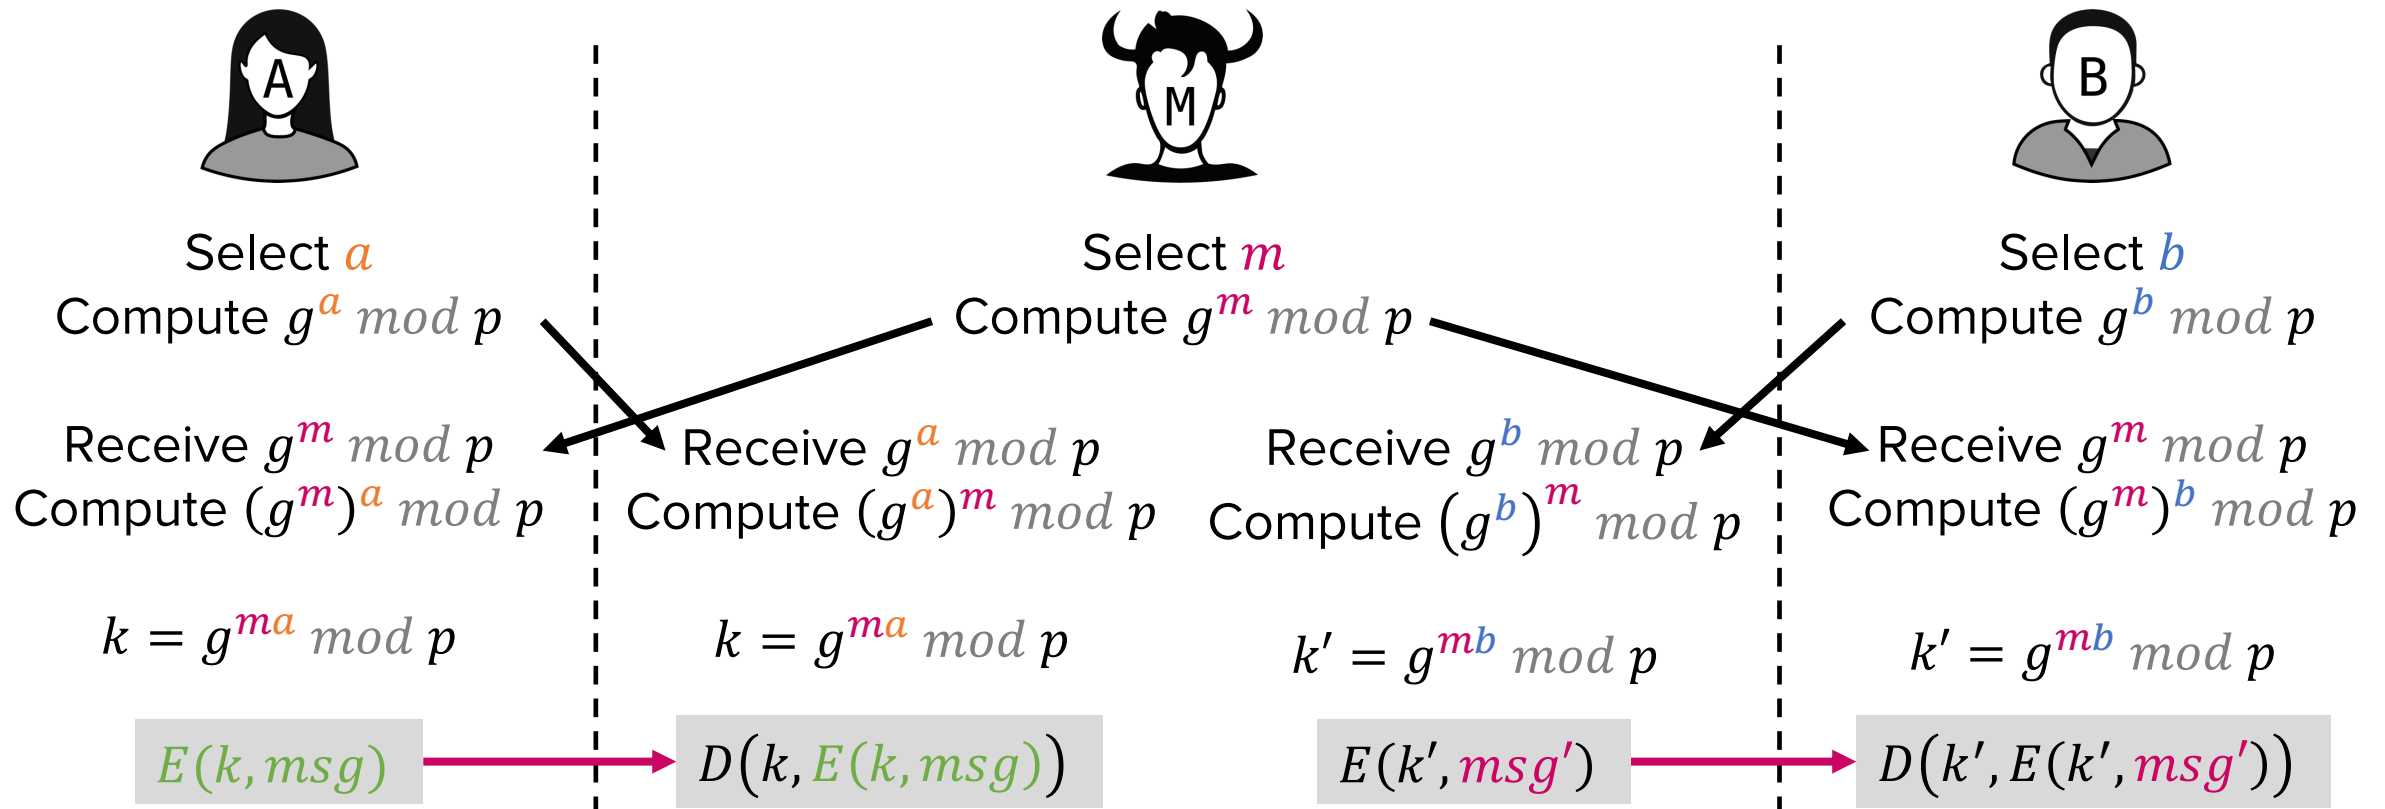 A
M
B
Select a
Compute g^a mod p
Receive g^m mod p
Compute (g^m)^a mod p
k = g^{ma} mod p
E(k, msg)
Select m
Compute g^m mod p
Receive g^a mod p
Compute (g^a)^m mod p
k = g^{ma} mod p
D(k, E(k, msg))
Receive g^b mod p
Compute (g^b)^m mod p
k′ = g^{mb} mod p
E(k′, msg′)
Select b
Compute g^b mod p
Receive g^m mod p
Compute (g^m)^b mod p
k′ = g^{mb} mod p
D(k′, E(k′, msg′))